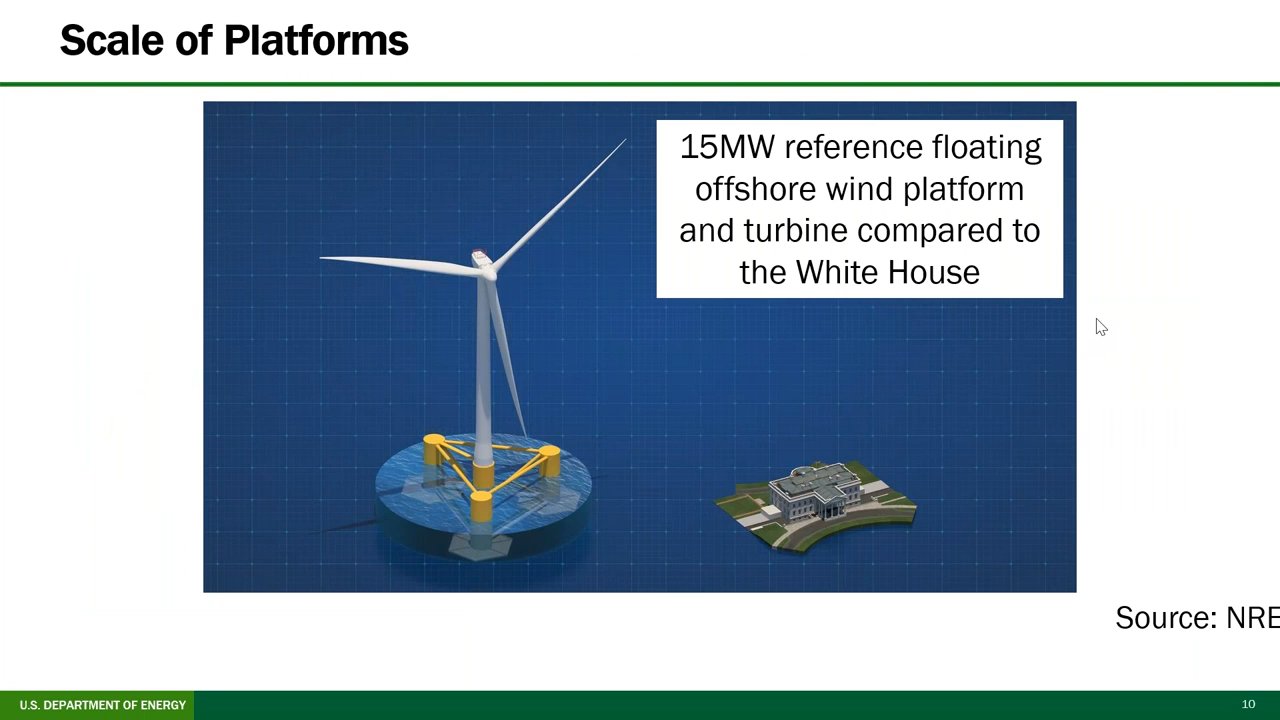 Scale of Platforms
15MW reference floating
offshore wind platform
and turbine compared to
the White House
Source: NRE
U.S. DEPARTMENT OF ENERGY
10